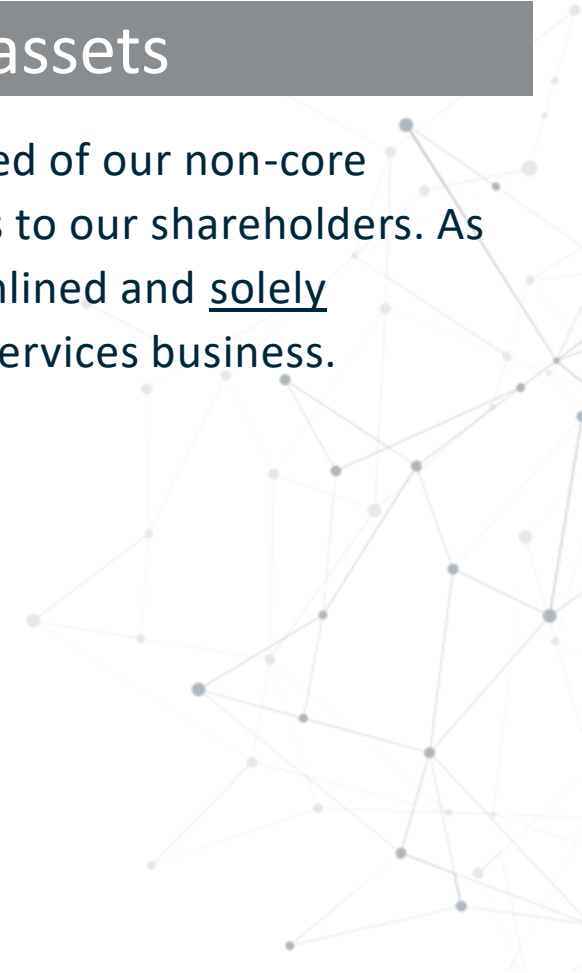 assets
ed of our non-core
s to our shareholders. As
nlined and solely
ervices business.